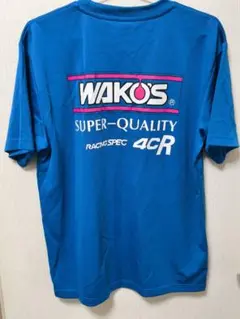 WAKO'S®
SUPER-QUALITY
RACING SPEC 4CR